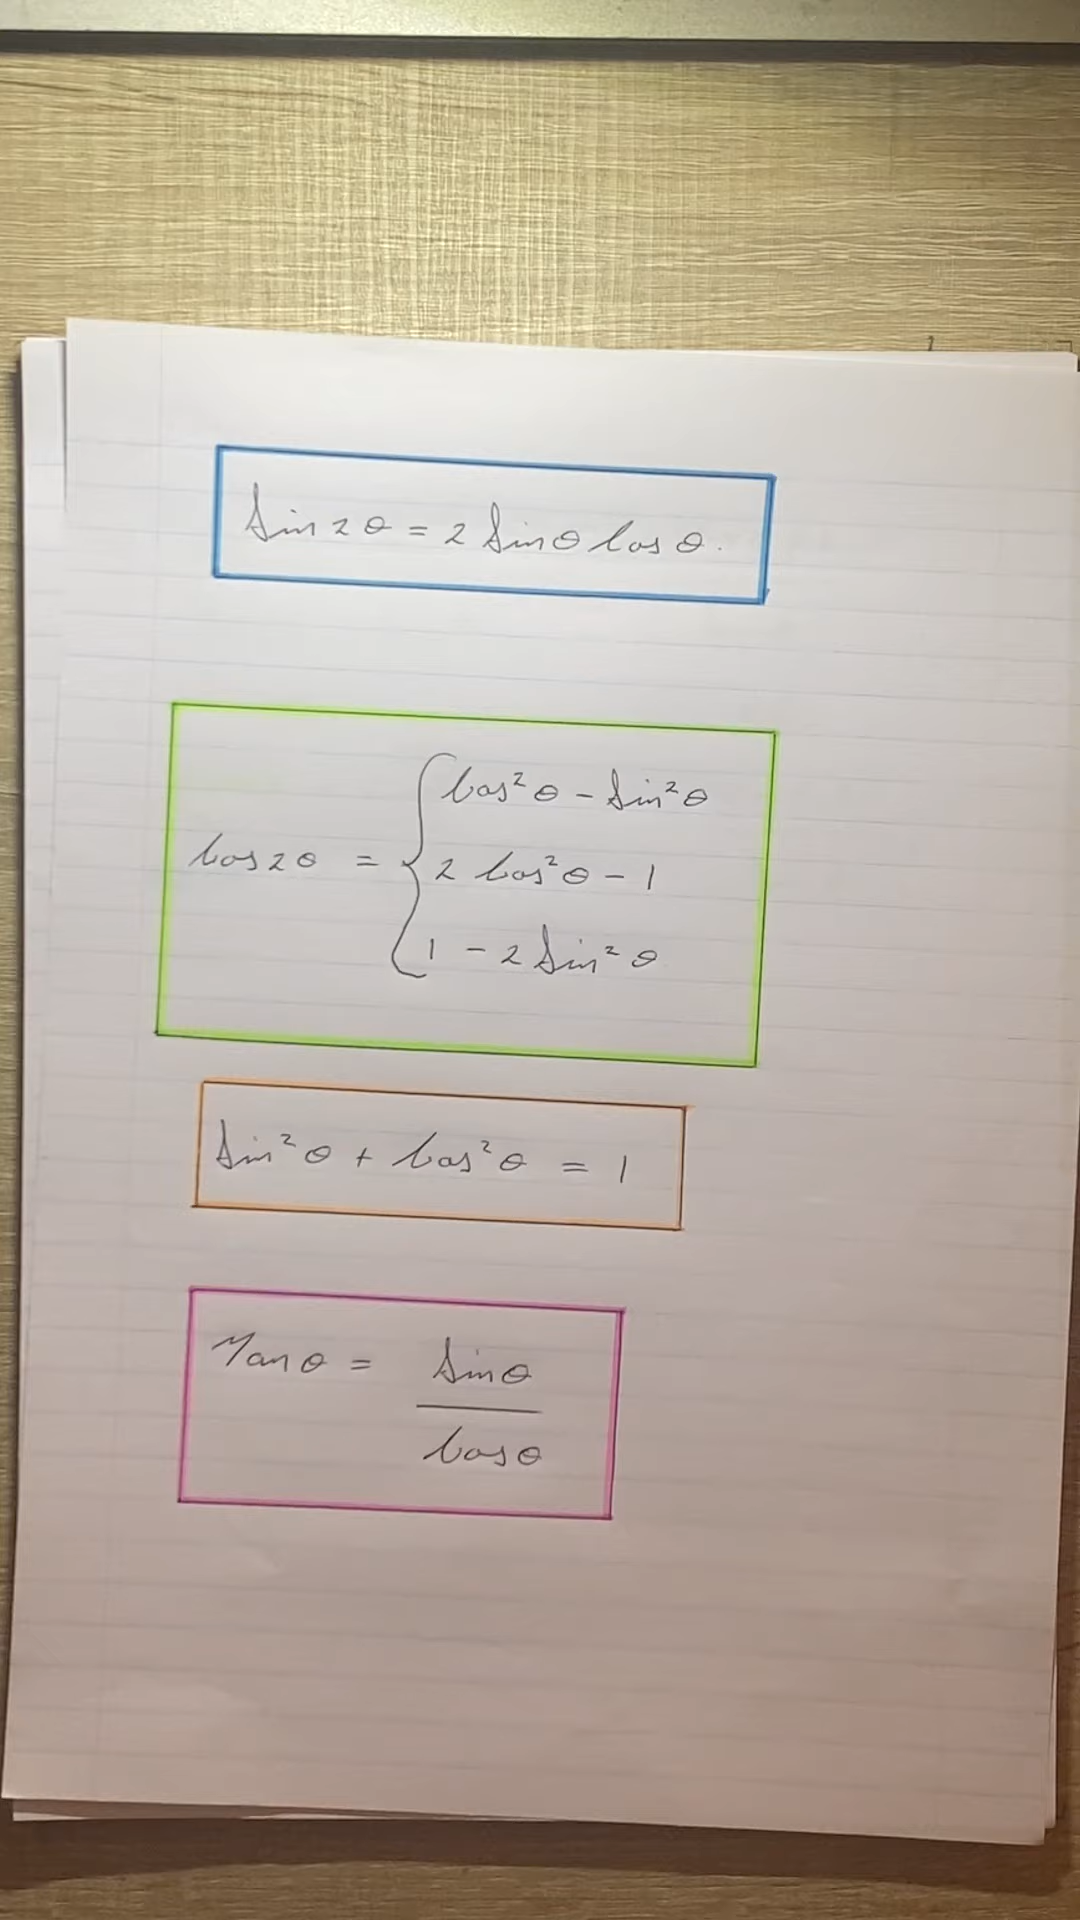 Sin 2θ = 2 Sinθ Cos θ.
Cos²θ - Sin²θ
Cos 2θ = { 2 Cos²θ - 1
1 - 2 Sin²θ
Sin²θ + Cos²θ = 1
Tan θ = Sinθ
Cosθ